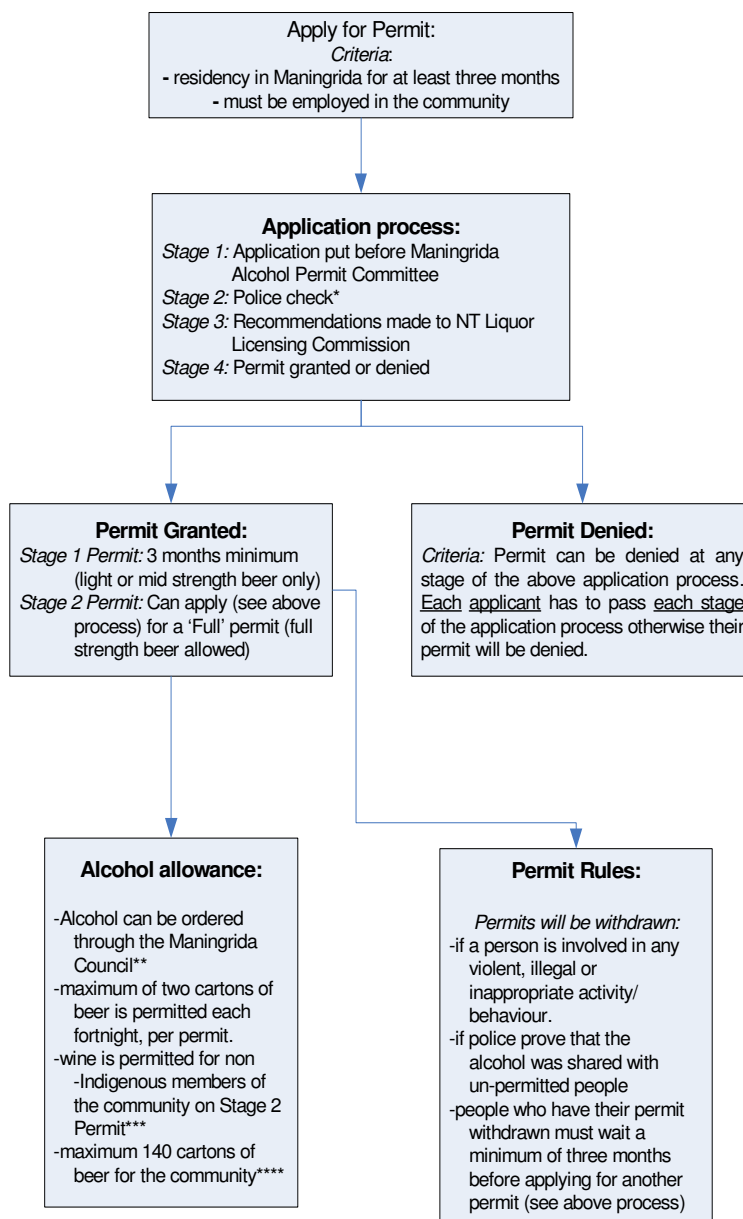 Apply for Permit:
Criteria:
- residency in Maningrida for at least three months
- must be employed in the community
Application process:
Stage 1: Application put before Maningrida
Alcohol Permit Committee
Stage 2: Police check*
Stage 3: Recommendations made to NT Liquor
Licensing Commission
Stage 4: Permit granted or denied
Permit Granted:
Stage 1 Permit: 3 months minimum
(light or mid strength beer only)
Stage 2 Permit: Can apply (see above
process) for a ‘Full’ permit (full
strength beer allowed)
Permit Denied:
Criteria: Permit can be denied at any
stage of the above application process.
Each applicant has to pass each stage
of the application process otherwise their
permit will be denied.
Alcohol allowance:
-Alcohol can be ordered
through the Maningrida
Council**
-maximum of two cartons of
beer is permitted each
fortnight, per permit.
-wine is permitted for non
-Indigenous members of
the community on Stage 2
Permit***
-maximum 140 cartons of
beer for the community****
Permit Rules:
Permits will be withdrawn:
-if a person is involved in any
violent, illegal or
inappropriate activity/
behaviour.
-if police prove that the
alcohol was shared with
un-permitted people
-people who have their permit
withdrawn must wait a
minimum of three months
before applying for another
permit (see above process)